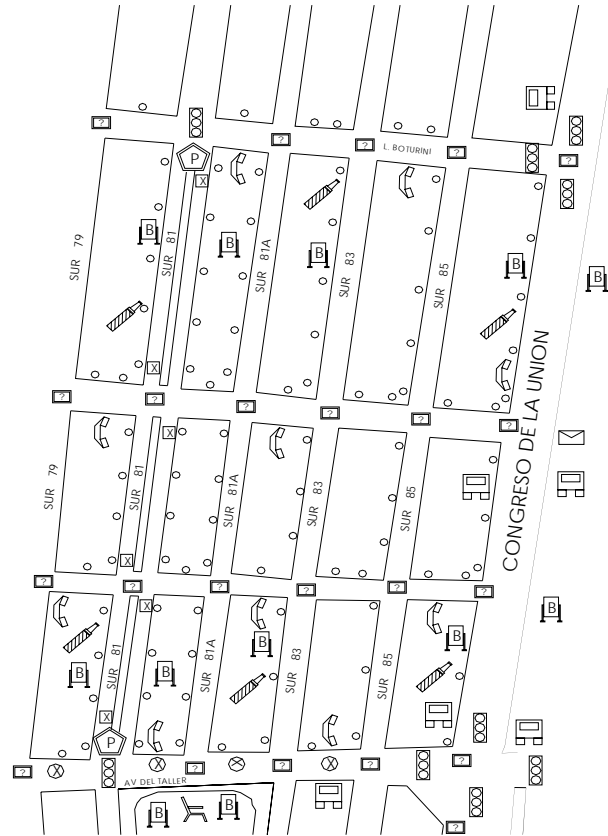 ?
L. BOTURINI
?
?
?
?
P
X
B
SUR 79
SUR 81
B
SUR 81A
B
SUR 83
SUR 85
B
B
X
?
?
?
?
?
?
CONGRESO DE LA UNION
X
SUR 79
SUR 81
SUR 81A
SUR 83
SUR 85
X
?
?
?
?
?
?
X
B
SUR 81
B
SUR 81A
B
SUR 83
SUR 85
B
B
X
P
?
X
X
?
X
?
X
?
?
AV DEL TALLER
B
B
?